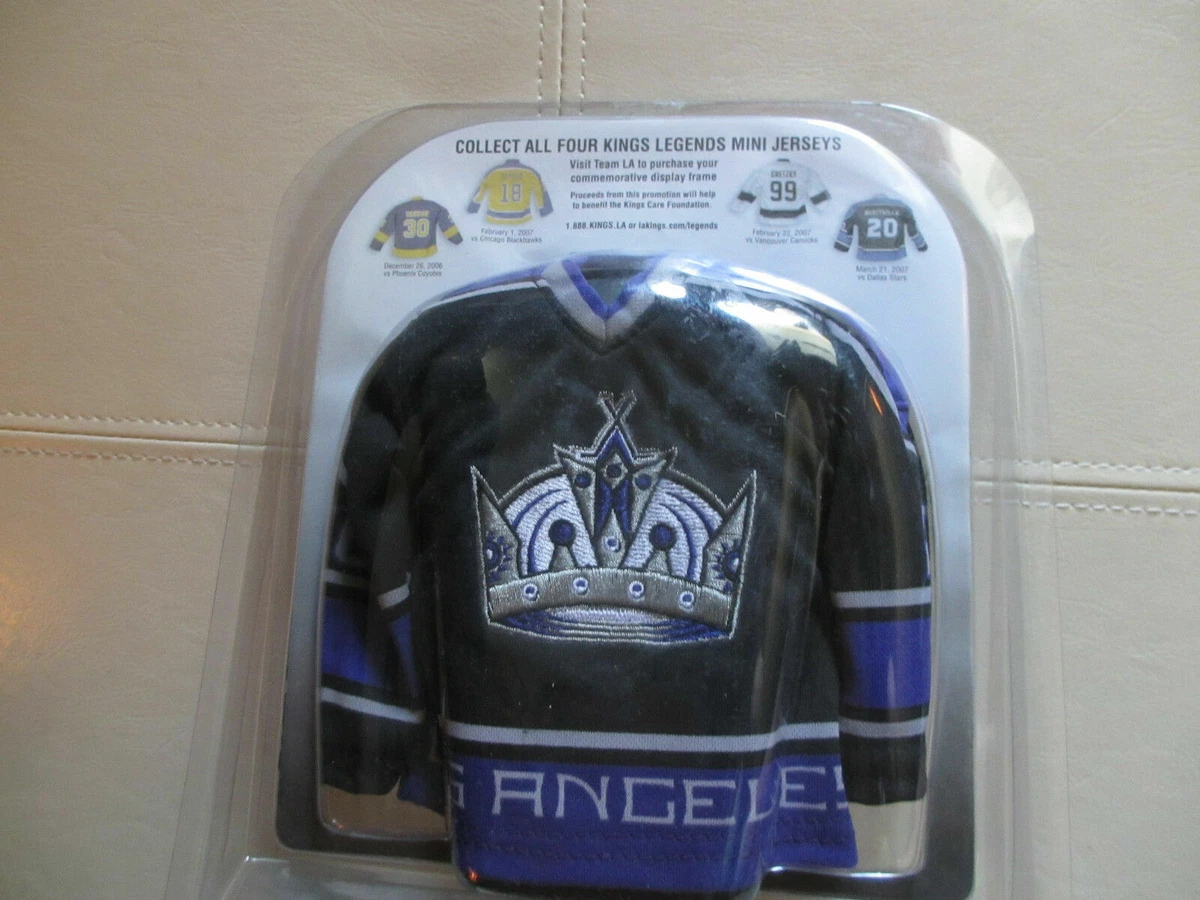 COLLECT ALL FOUR KINGS LEGENDS MINI JERSEYS
Visit Team LA to purchase your
commemorative display frame
Proceeds from this promotion will help
to benefit the Kings Care Foundation.
1.888.KINGS.LA or lakings.com/legends
30
December 26, 2006
vs Phoenix Coyotes
18
February 1, 2007
vs Chicago Blackhawks
GRETZKY
99
February 22, 2007
vs Vancouver Canucks
20
March 21, 2007
vs Dallas Stars
S ANGELES